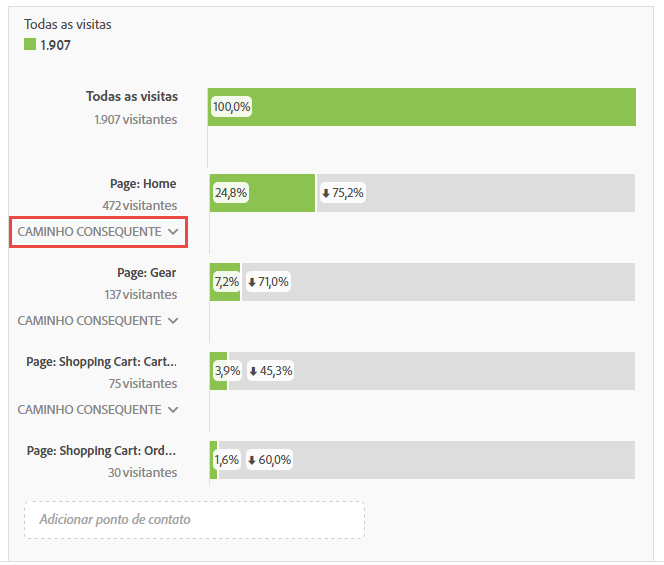 Todas as visitas
1.907
Todas as visitas
1.907 visitantes
100,0%
Page: Home
472 visitantes
24,8%
75,2%
CAMINHO CONSEQUENTE
Page: Gear
137 visitantes
7,2%
71,0%
CAMINHO CONSEQUENTE
Page: Shopping Cart: Cart...
75 visitantes
3,9%
45,3%
CAMINHO CONSEQUENTE
Page: Shopping Cart: Ord...
30 visitantes
1,6%
60,0%
Adicionar ponto de contato